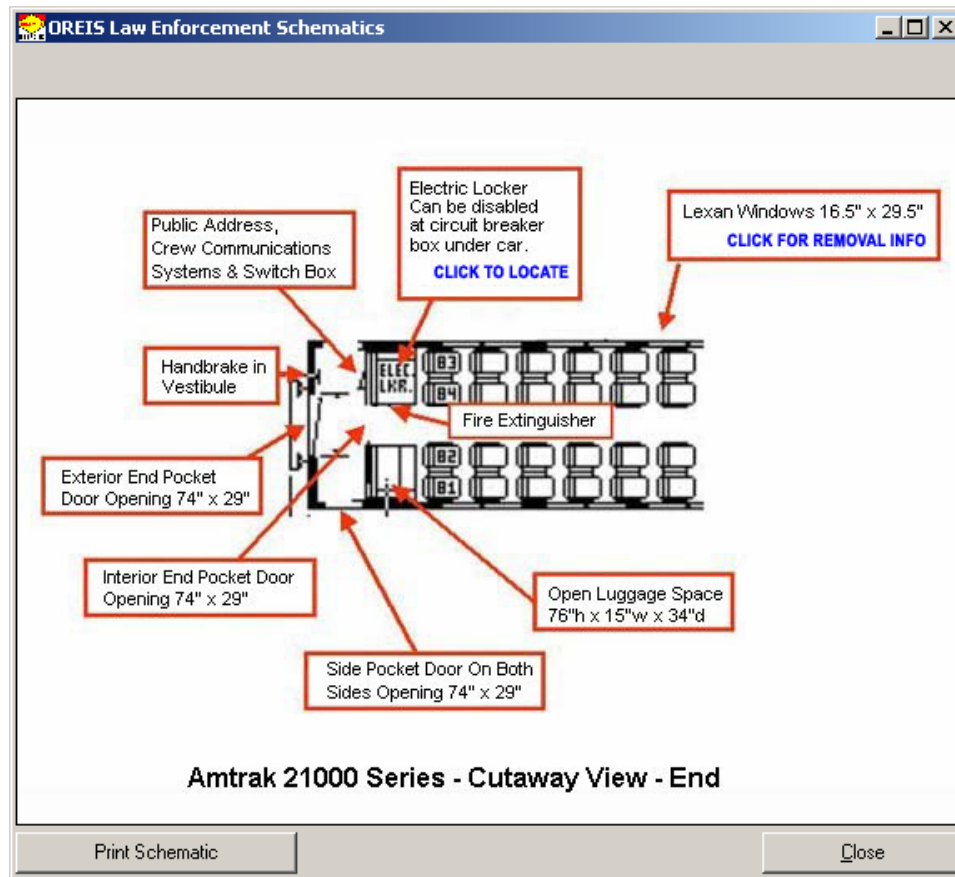 OREIS Law Enforcement Schematics
Electric Locker
Can be disabled
at circuit breaker
box under car.
CLICK TO LOCATE
Public Address,
Crew Communications
Systems & Switch Box
Lexan Windows 16.5" x 29.5"
CLICK FOR REMOVAL INFO
Handbrake in
Vestibule
ELEC.
LKR.
83
84
Fire Extinguisher
82
81
Exterior End Pocket
Door Opening 74" x 29"
Interior End Pocket Door
Opening 74" x 29"
Open Luggage Space
76"h x 15"w x 34"d
Side Pocket Door On Both
Sides Opening 74" x 29"
Amtrak 21000 Series - Cutaway View - End
Print Schematic
Close